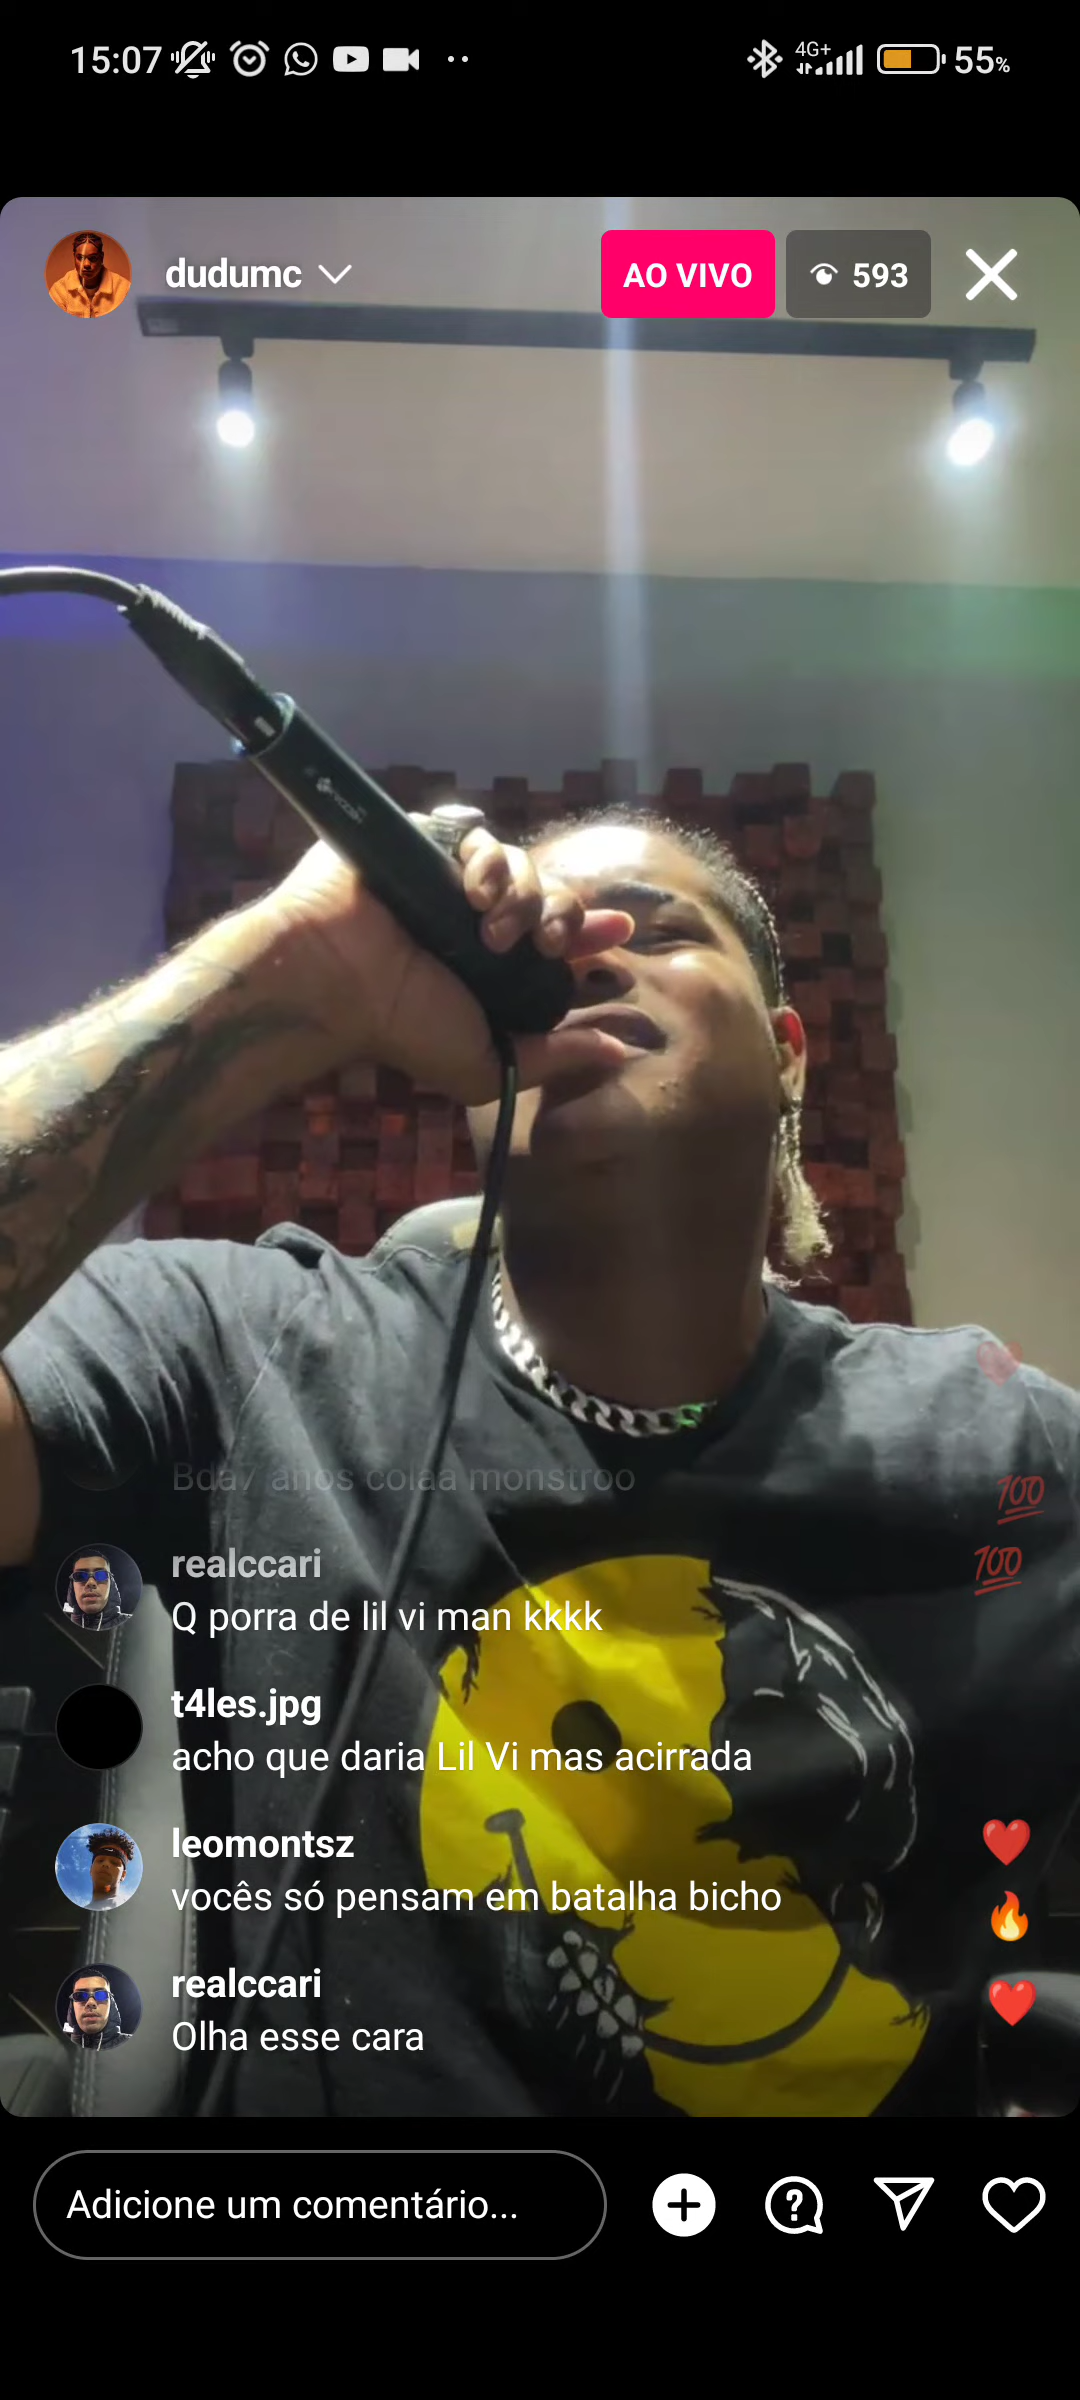 15:07
4G+
55%
dudumc
AO VIVO
593
Bda7 anos colaa monstroo
realccari
Q porra de lil vi man kkkk
t4les.jpg
acho que daria Lil Vi mas acirrada
leomontsz
vocês só pensam em batalha bicho
realccari
Olha esse cara
Adicione um comentário...